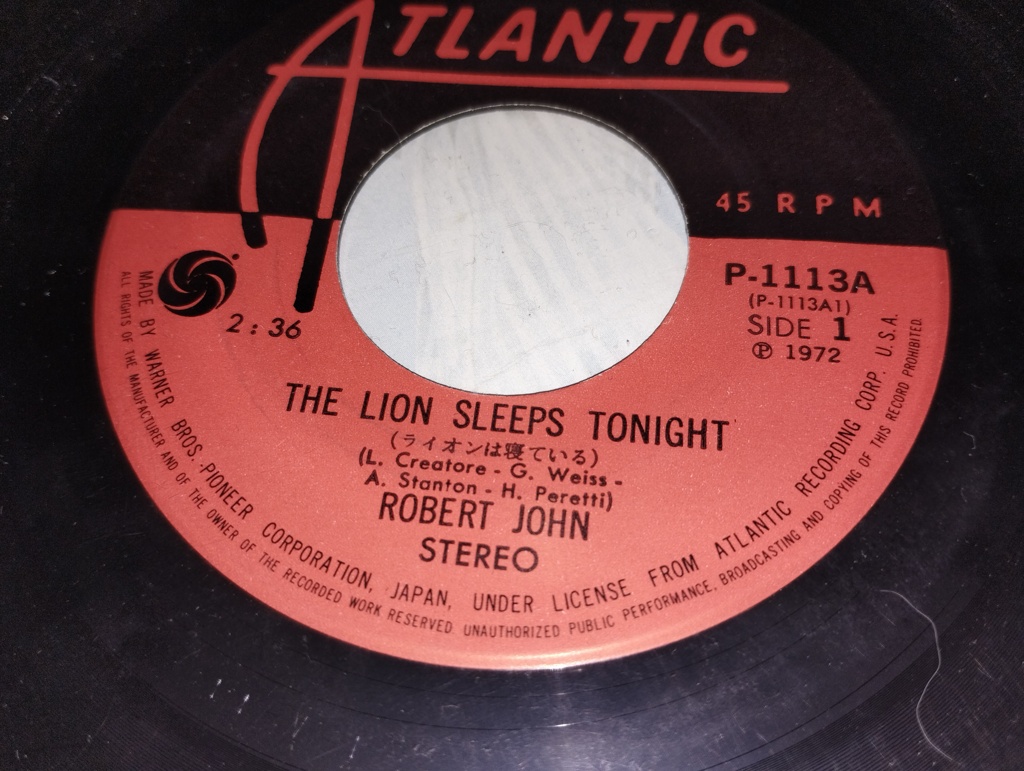 ATLANTIC
45 RPM
P-1113A
(P-1113A1)
SIDE 1
Ⓟ 1972
2:36
THE LION SLEEPS TONIGHT
(ライオンは寝ている)
(L. Creatore - G. Weiss -
A. Stanton - H. Peretti)
ROBERT JOHN
STEREO
MADE BY WARNER BROS. PIONEER CORPORATION, JAPAN, UNDER LICENSE FROM ATLANTIC RECORDING CORP. U.S.A.
ALL RIGHTS OF THE MANUFACTURER AND OF THE OWNER OF THE RECORDED WORK RESERVED UNAUTHORIZED PUBLIC PERFORMANCE, BROADCASTING AND COPYING OF THIS RECORD PROHIBITED.